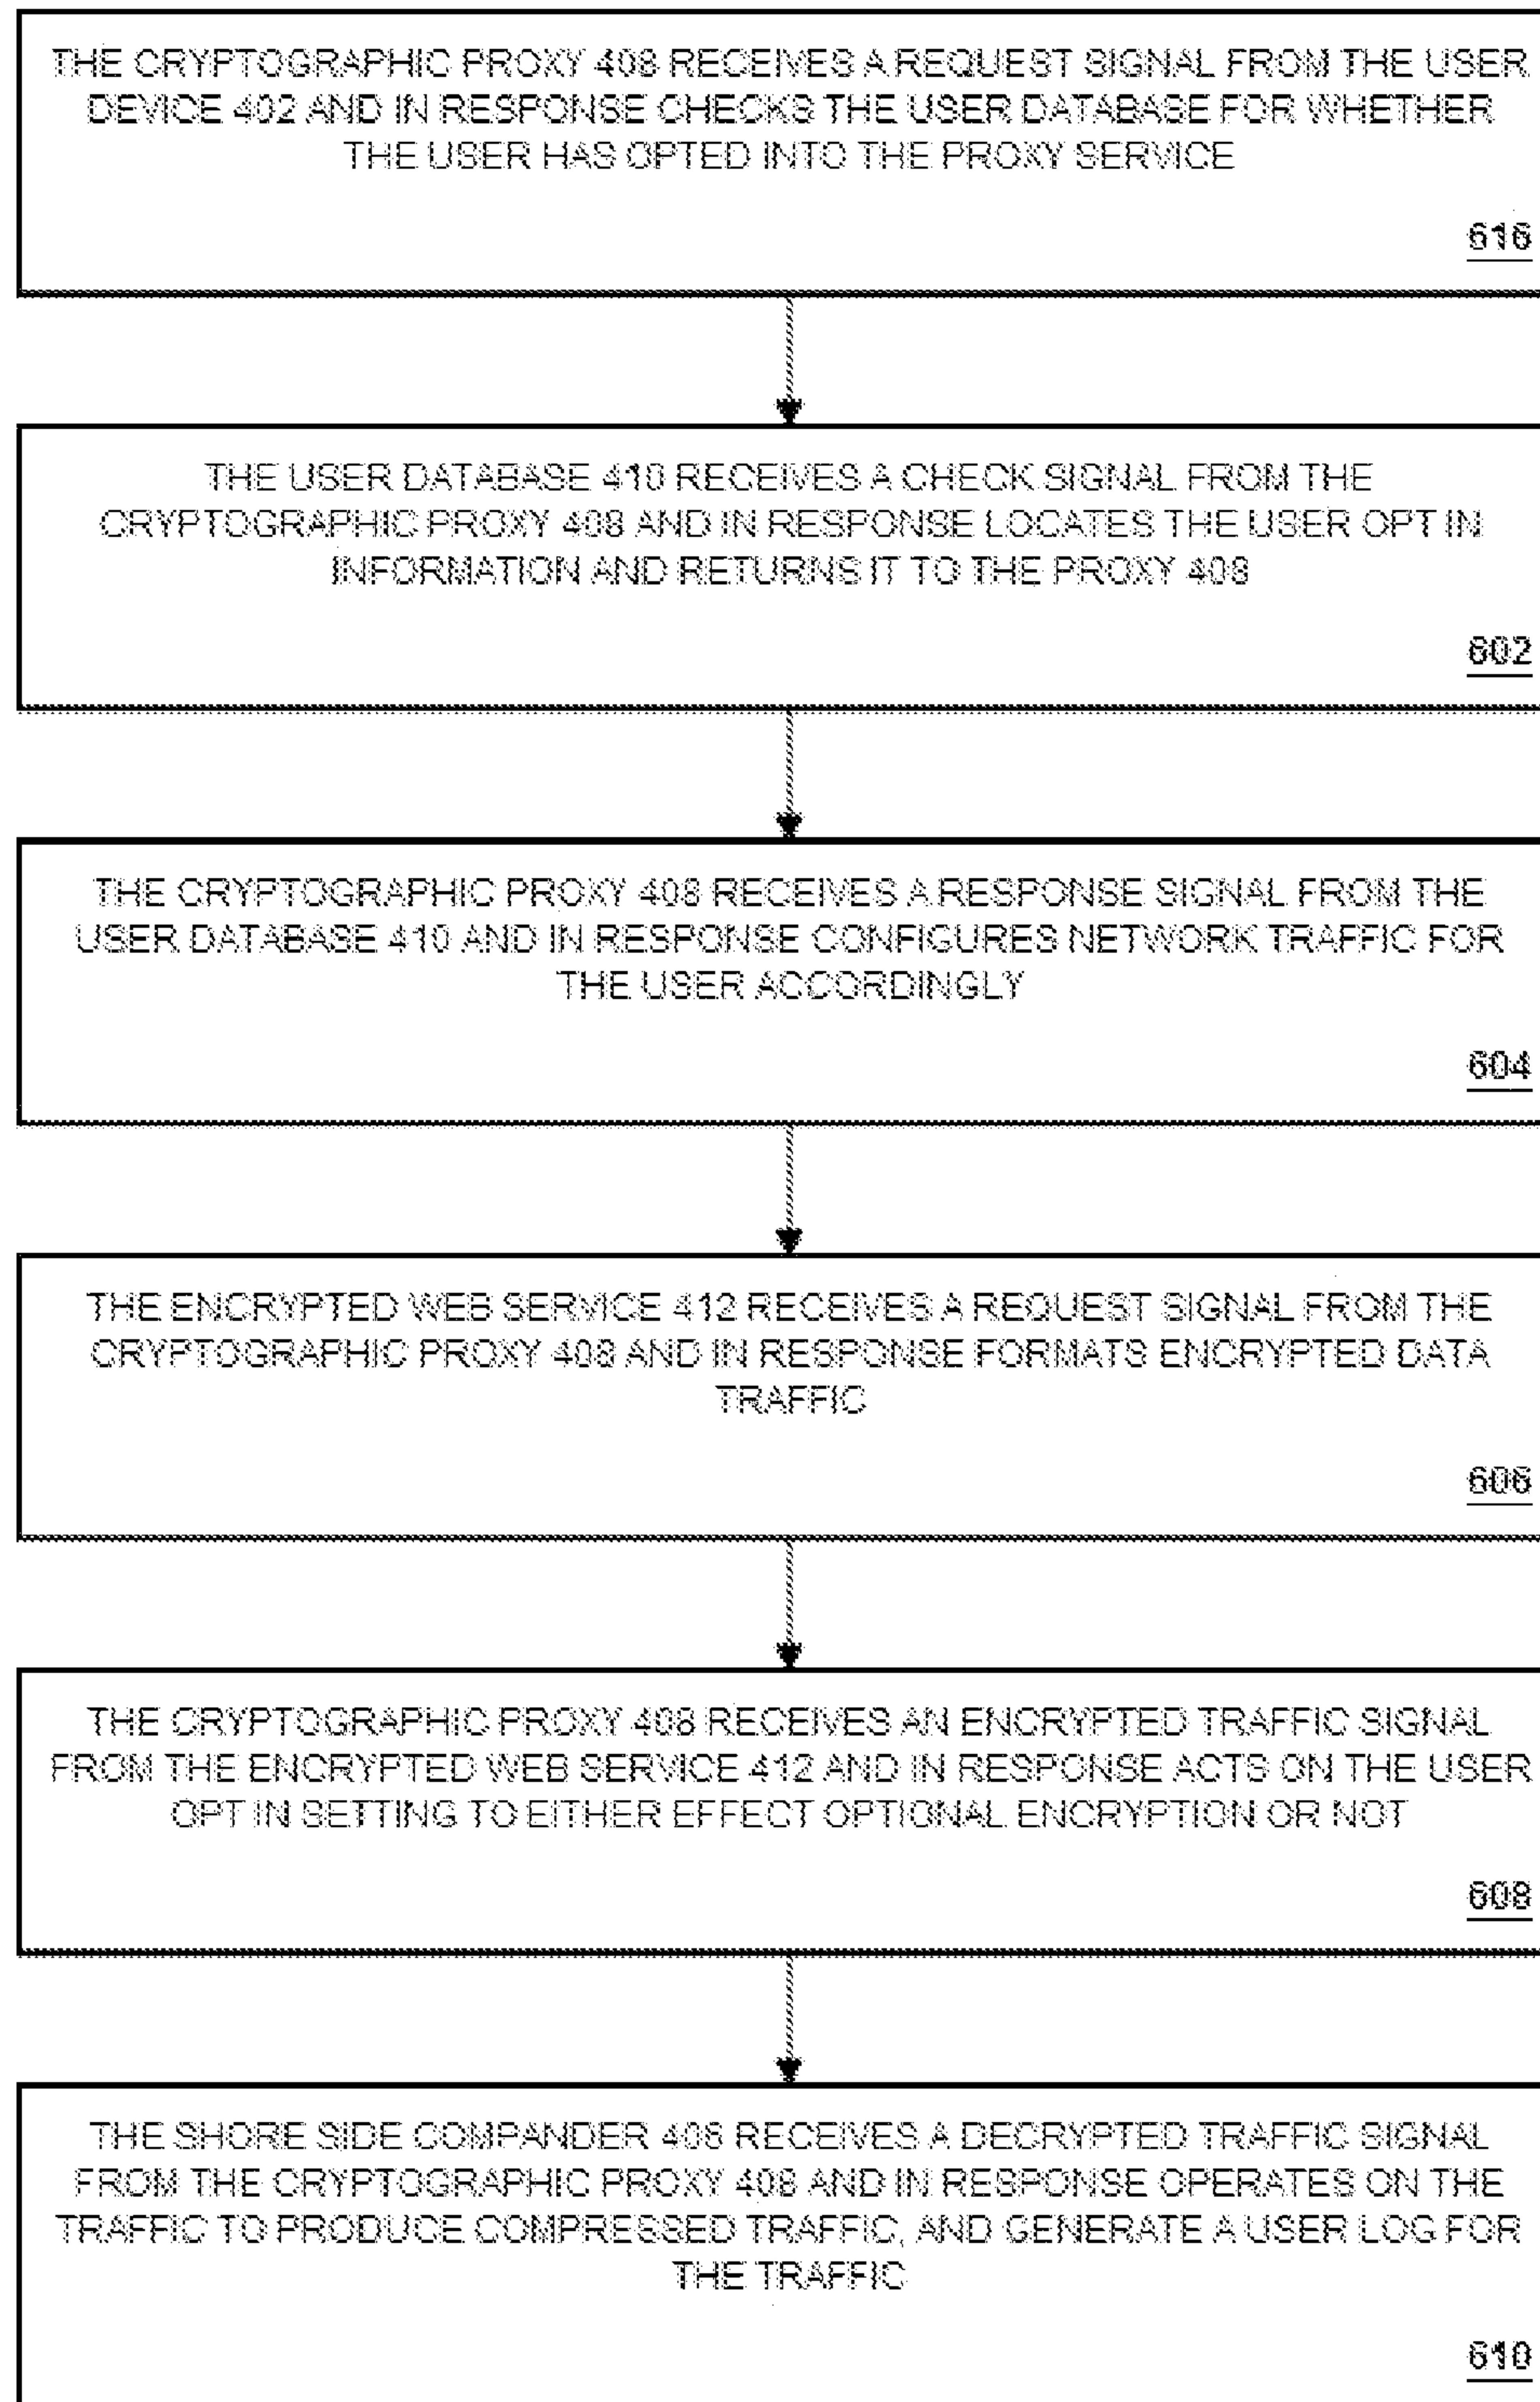 THE CRYPTOGRAPHIC PROXY 408 RECEIVES A REQUEST SIGNAL FROM THE USER
DEVICE 402 AND IN RESPONSE CHECKS THE USER DATABASE FOR WHETHER
THE USER HAS OPTED INTO THE PROXY SERVICE
616
THE USER DATABASE 410 RECEIVES A CHECK SIGNAL FROM THE
CRYPTOGRAPHIC PROXY 408 AND IN RESPONSE LOCATES THE USER OPT IN
INFORMATION AND RETURNS IT TO THE PROXY 408
602
THE CRYPTOGRAPHIC PROXY 408 RECEIVES A RESPONSE SIGNAL FROM THE
USER DATABASE 410 AND IN RESPONSE CONFIGURES NETWORK TRAFFIC FOR
THE USER ACCORDINGLY
604
THE ENCRYPTED WEB SERVICE 412 RECEIVES A REQUEST SIGNAL FROM THE
CRYPTOGRAPHIC PROXY 408 AND IN RESPONSE FORMATS ENCRYPTED DATA
TRAFFIC
606
THE CRYPTOGRAPHIC PROXY 408 RECEIVES AN ENCRYPTED TRAFFIC SIGNAL
FROM THE ENCRYPTED WEB SERVICE 412 AND IN RESPONSE ACTS ON THE USER
OPT IN SETTING TO EITHER EFFECT OPTIONAL ENCRYPTION OR NOT
608
THE SHORE SIDE COMPANDER RECEIVES A DECRYPTED TRAFFIC SIGNAL
FROM THE CRYPTOGRAPHIC PROXY 408 AND IN RESPONSE OPERATES ON THE
TRAFFIC TO PRODUCE COMPRESSED TRAFFIC, AND GENERATE A USER LOG FOR
THE TRAFFIC
610